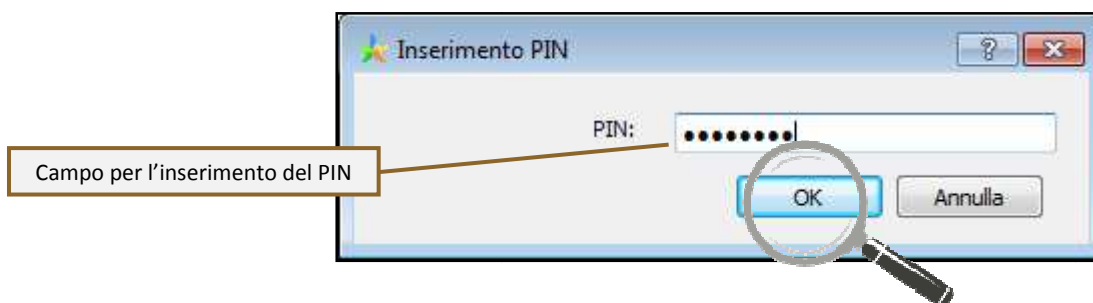 Inserimento PIN
PIN: ●●●●●●●●
Campo per l’inserimento del PIN
OK Annulla